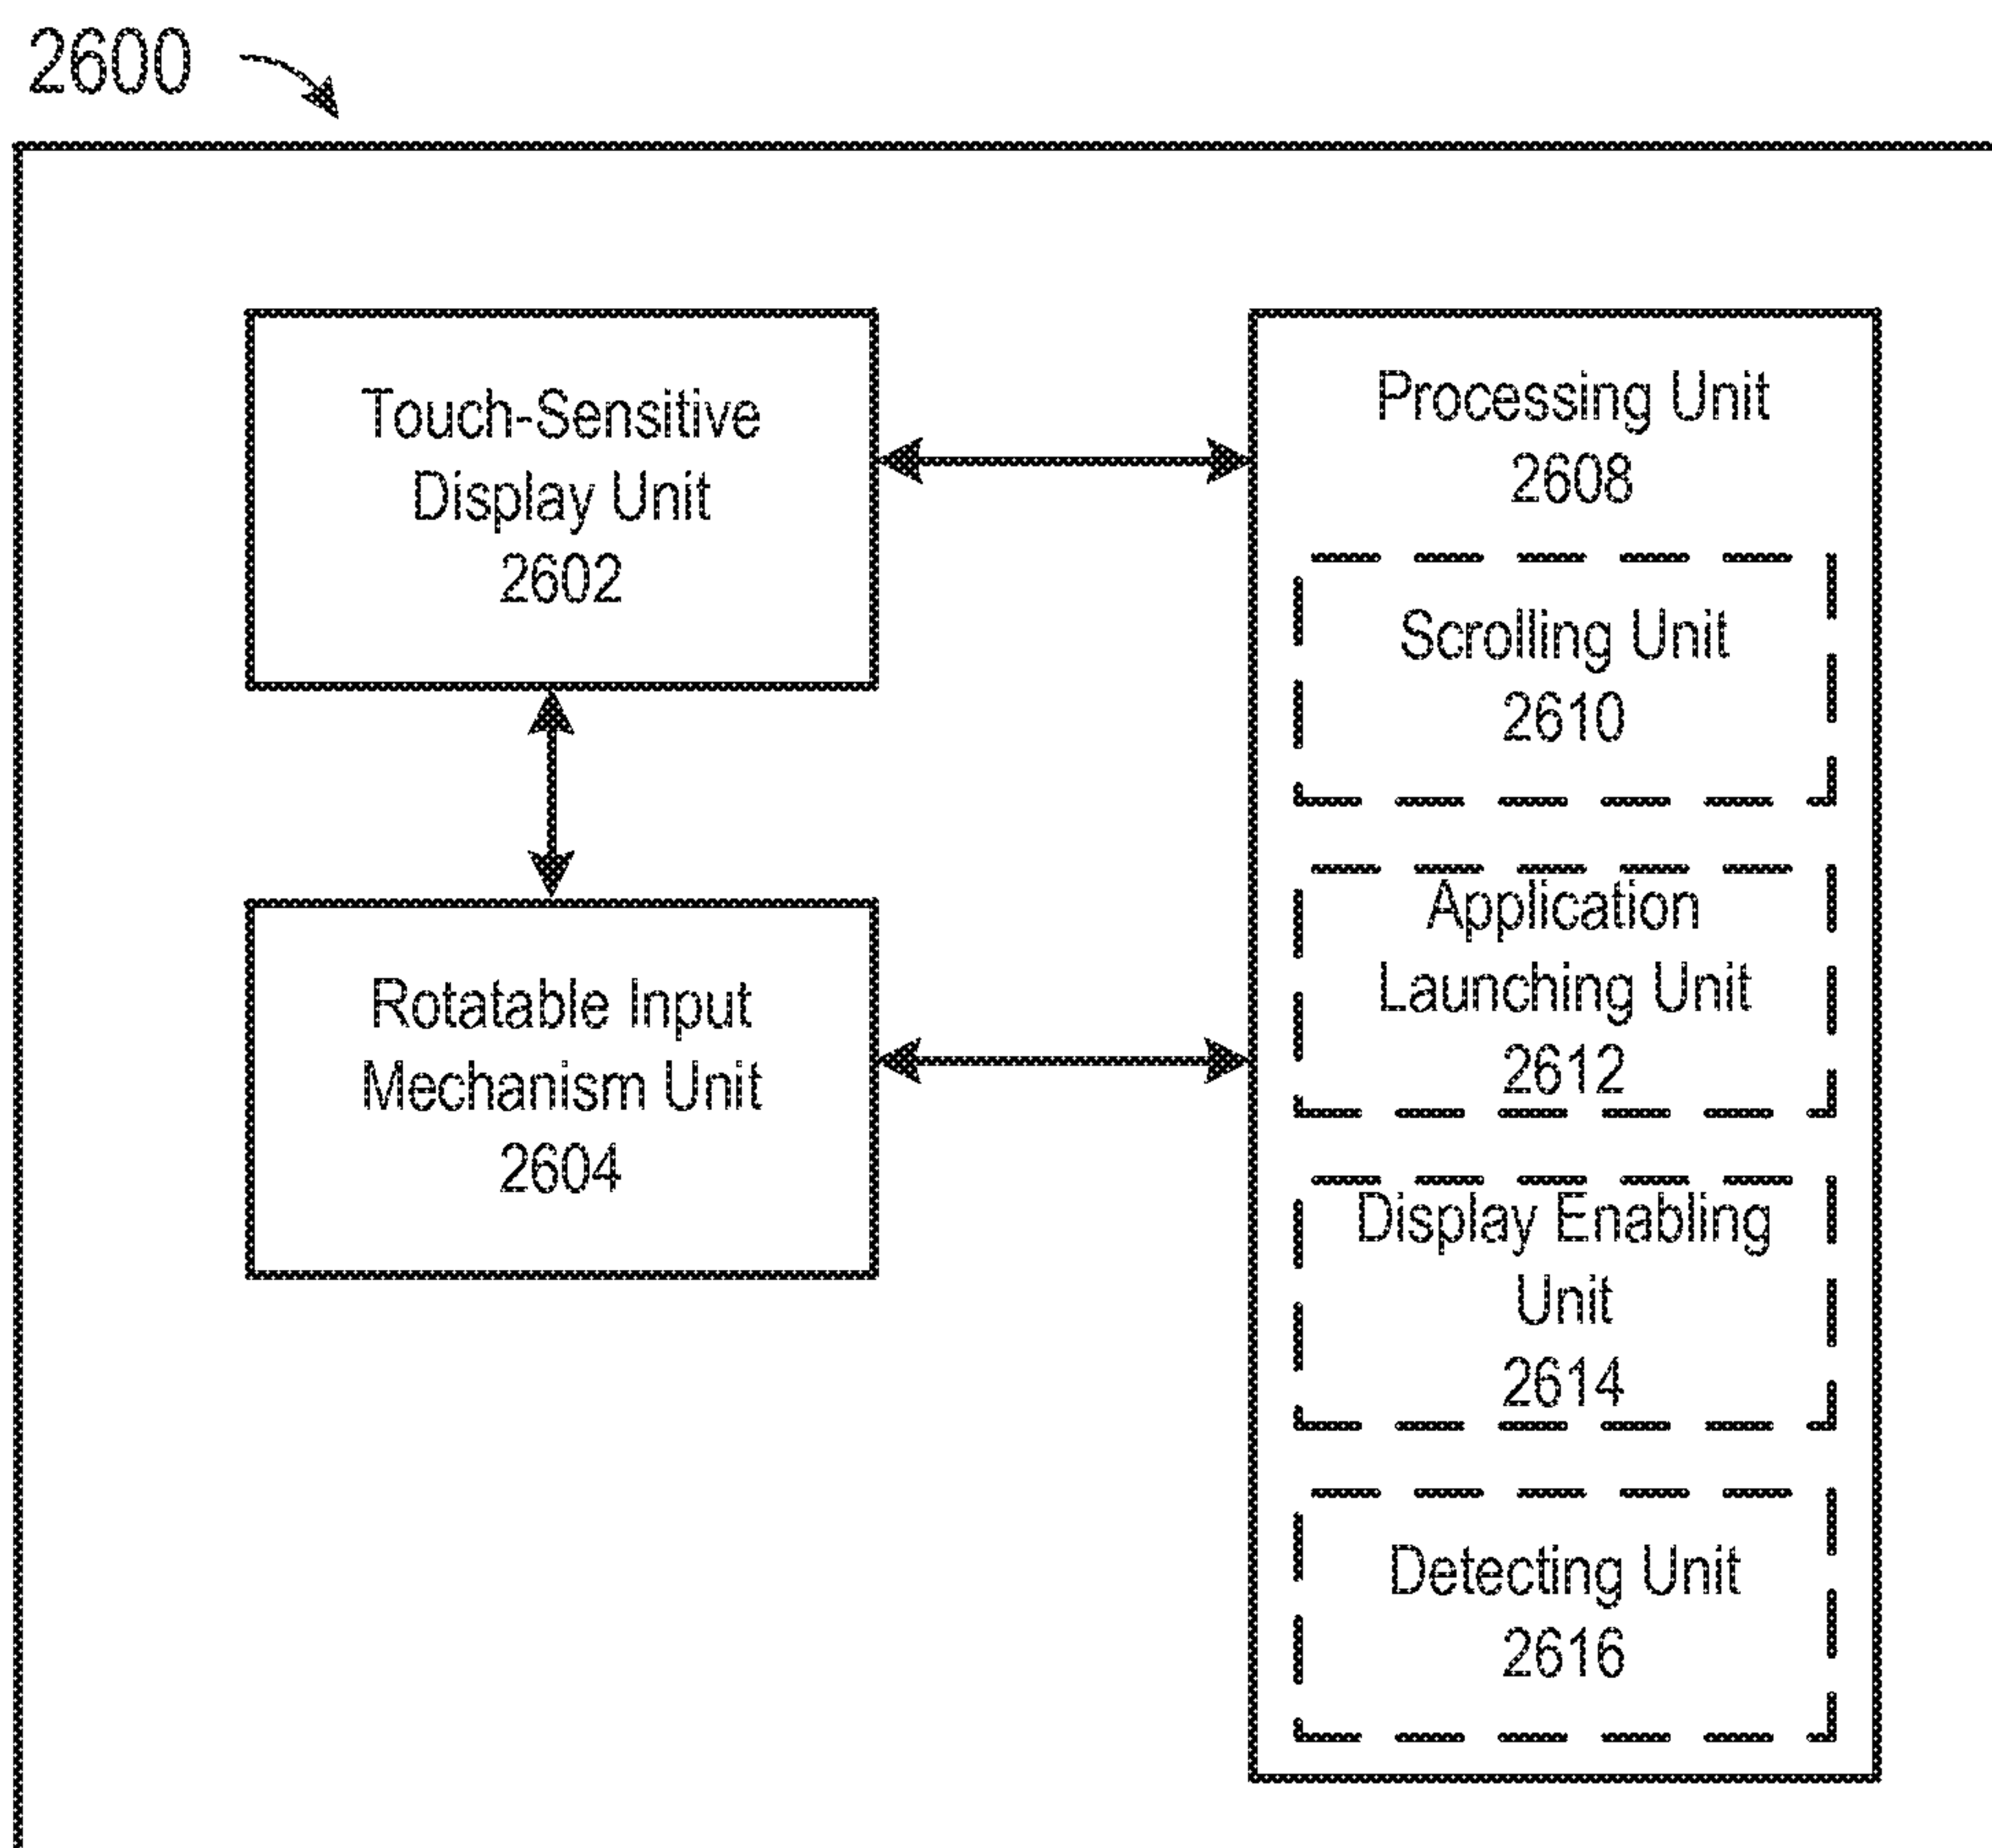 2600
Touch-Sensitive
Display Unit
2602
Rotatable Input
Mechanism Unit
2604
Processing Unit
2608
Scrolling Unit
2610
Application
Launching Unit
2612
Display Enabling
Unit
2614
Detecting Unit
2616